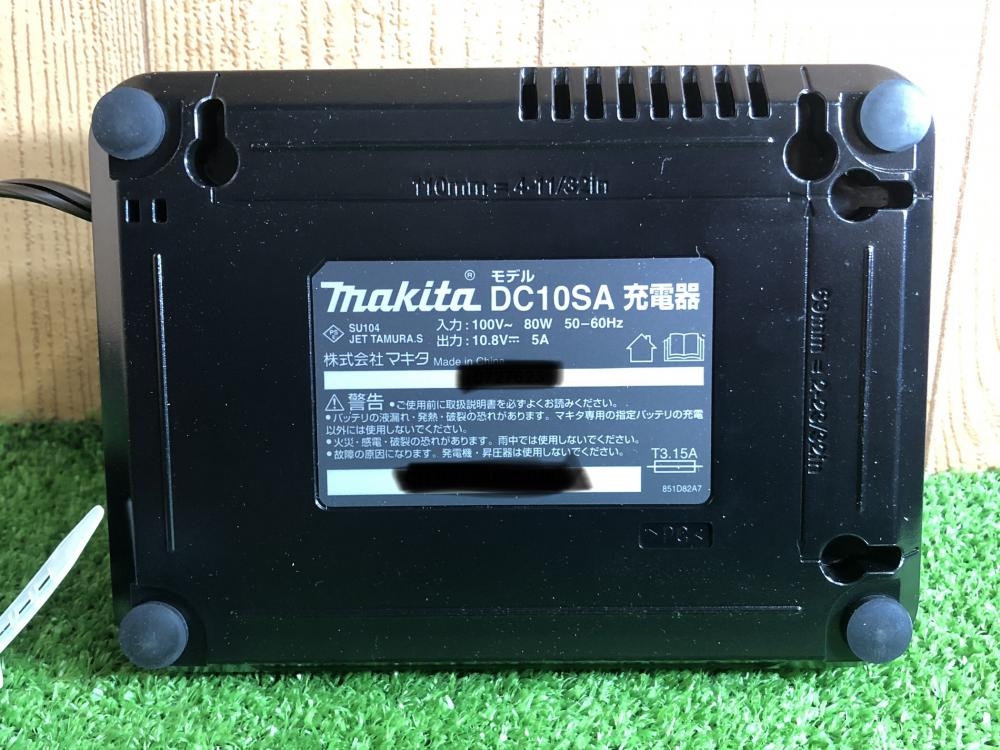 110mm = 4-11/32in
makita® モデル DC10SA 充電器
PS E SU104
JET TAMURA.S
入力 : 100V~ 80W 50-60Hz
出力 : 10.8V⎓ 5A
株式会社マキタ Made in China
警告 ●ご使用前に取扱説明書を必ずよくお読みください。
●バッテリの液漏れ・発熱・破裂の恐れがあります。マキタ専用の指定バッテリの充電
以外には使用しないでください。
●火災・感電・破裂の恐れがあります。雨中では使用しないでください。
●故障の原因になります。発電機・昇圧器は使用しないでください。
T3.15A
851D82A7
>PC<